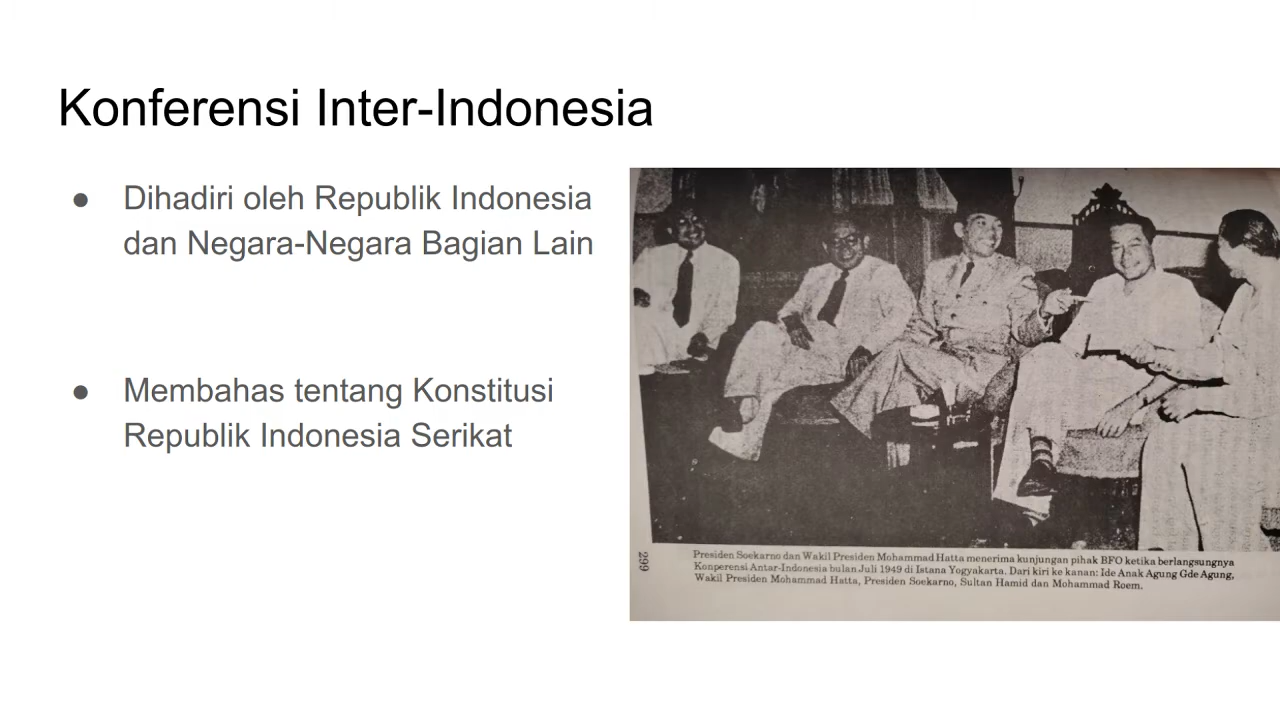 Konferensi Inter-Indonesia
● Dihadiri oleh Republik Indonesia
dan Negara-Negara Bagian Lain
● Membahas tentang Konstitusi
Republik Indonesia Serikat
299
Presiden Soekarno dan Wakil Presiden Mohammad Hatta menerima kunjungan pihak BFO ketika berlangsungnya
Konperensi Antar-Indonesia bulan Juli 1949 di Istana Yogyakarta. Dari kiri ke kanan: Ide Anak Agung Gde Agung,
Wakil Presiden Mohammad Hatta, Presiden Soekarno, Sultan Hamid dan Mohammad Roem.